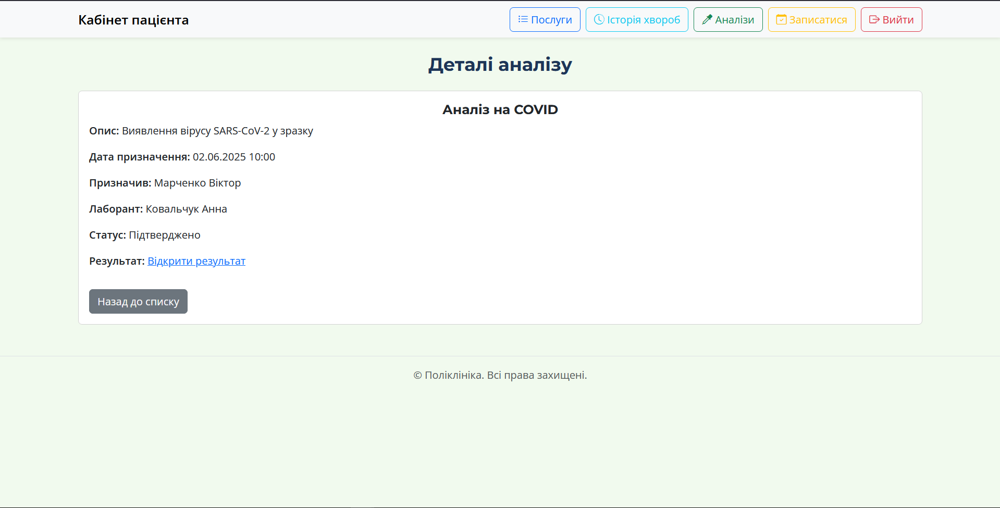 Кабінет пацієнта
Послуги
Історія хвороб
Аналізи
Записатися
Вийти
Деталі аналізу
Аналіз на COVID
Опис: Виявлення вірусу SARS-CoV-2 у зразку
Дата призначення: 02.06.2025 10:00
Призначив: Марченко Віктор
Лаборант: Ковальчук Анна
Статус: Підтверджено
Результат: Відкрити результат
Назад до списку
© Поліклініка. Всі права захищені.